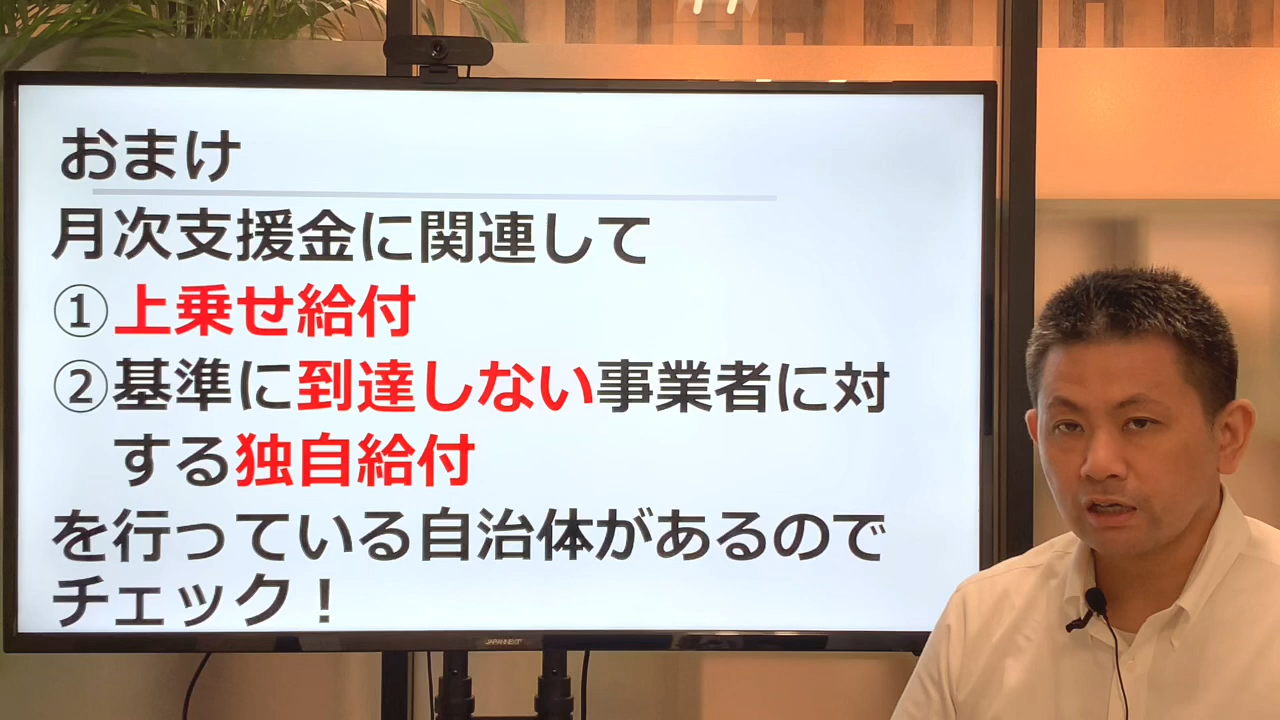 おまけ
月次支援金に関連して
①上乗せ給付
②基準に到達しない事業者に対
する独自給付
を行っている自治体があるので
チェック！
JAPANNEXT